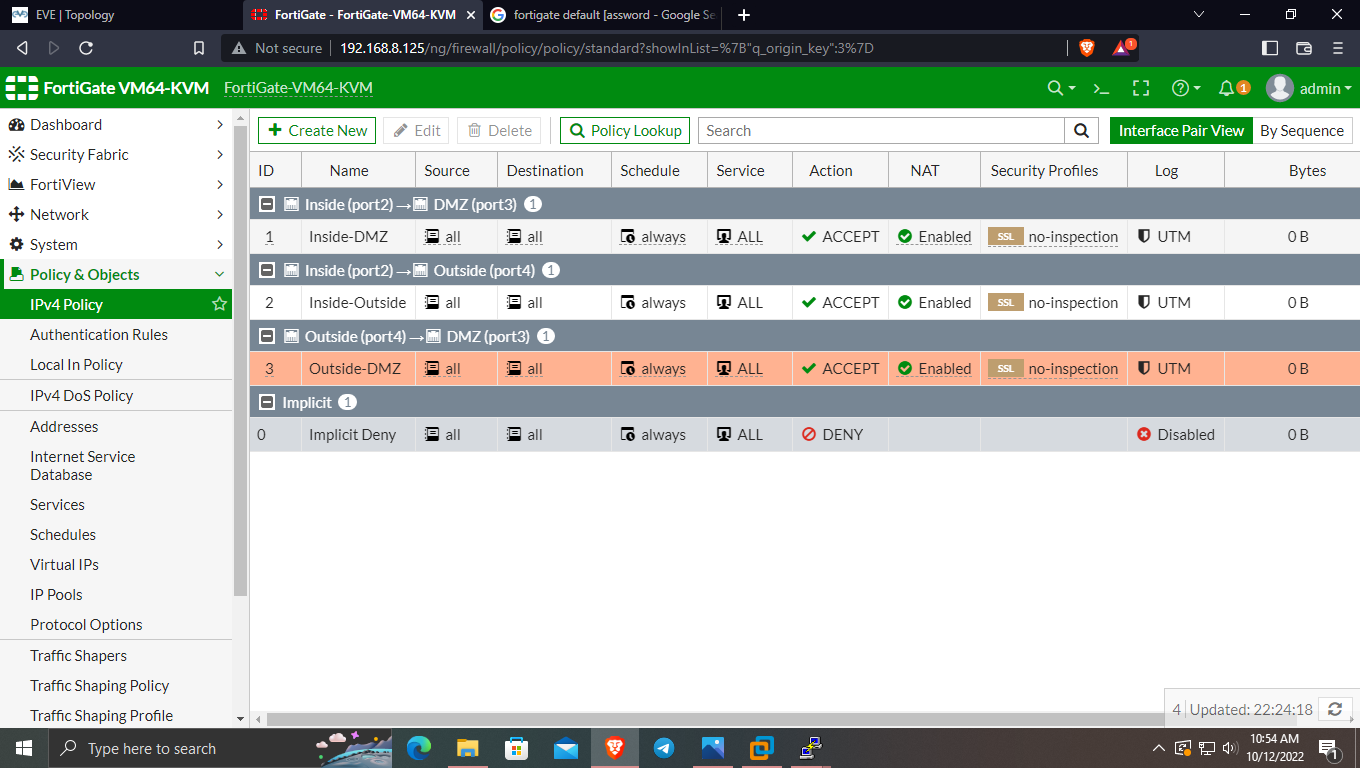 EVE | Topology
FortiGate - FortiGate-VM64-KVM
fortigate default [assword - Google Se
Not secure
192.168.8.125/ng/firewall/policy/policy/standard?showInList=%7B"q_origin_key":3%7D
1
FortiGate VM64-KVM
FortiGate-VM64-KVM
1
admin
Dashboard
Security Fabric
FortiView
Network
System
Policy & Objects
IPv4 Policy
Authentication Rules
Local In Policy
IPv4 DoS Policy
Addresses
Internet Service
Database
Services
Schedules
Virtual IPs
IP Pools
Protocol Options
Traffic Shapers
Traffic Shaping Policy
Traffic Shaping Profile
Create New Edit Delete Policy Lookup Search Interface Pair View By Sequence
ID Name Source Destination Schedule Service Action NAT Security Profiles Log Bytes
Inside (port2) → DMZ (port3) 1
1 Inside-DMZ all all always ALL ACCEPT Enabled SSL no-inspection UTM 0 B
Inside (port2) → Outside (port4) 1
2 Inside-Outside all all always ALL ACCEPT Enabled SSL no-inspection UTM 0 B
Outside (port4) → DMZ (port3) 1
3 Outside-DMZ all all always ALL ACCEPT Enabled SSL no-inspection UTM 0 B
Implicit 1
0 Implicit Deny all all always ALL DENY Disabled 0 B
4 Updated: 22:24:18
Type here to search
10:54 AM
10/12/2022
1